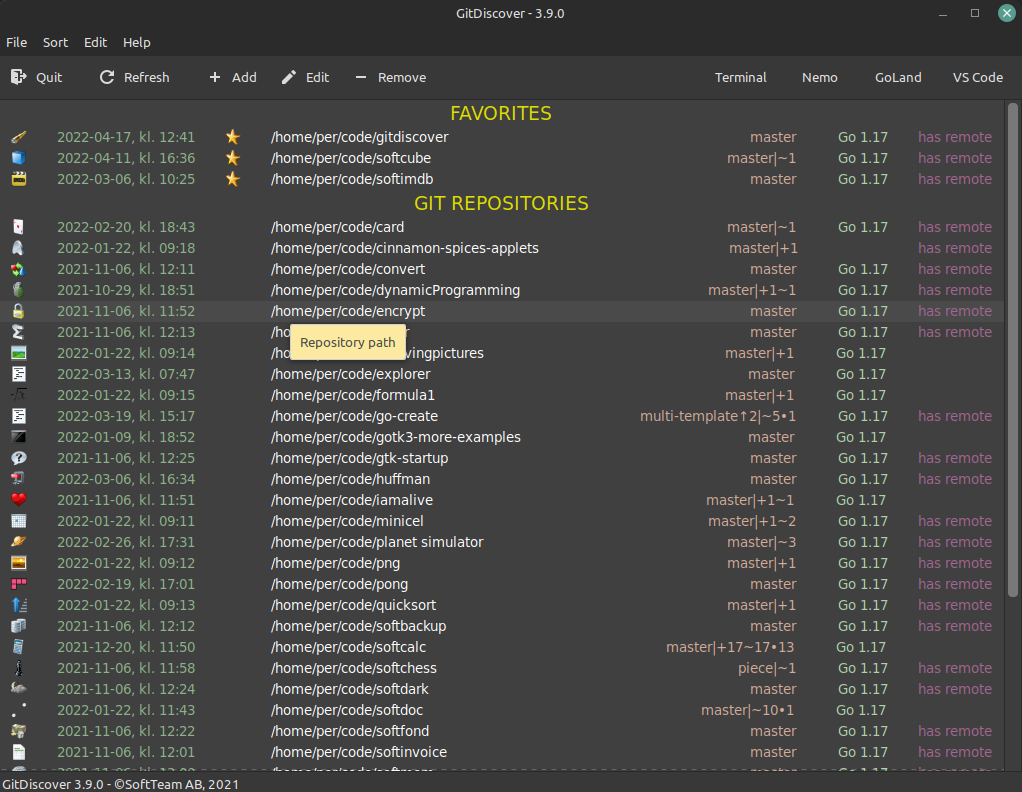 GitDiscover - 3.9.0
File Sort Edit Help
Quit Refresh + Add Edit − Remove Terminal Nemo GoLand VS Code
FAVORITES
2022-04-17, kl. 12:41 /home/per/code/gitdiscover master Go 1.17 has remote
2022-04-11, kl. 16:36 /home/per/code/softcube master|~1 Go 1.17 has remote
2022-03-06, kl. 10:25 /home/per/code/softimdb master Go 1.17 has remote
GIT REPOSITORIES
2022-02-20, kl. 18:43 /home/per/code/card master|~1 Go 1.17 has remote
2022-01-22, kl. 09:18 /home/per/code/cinnamon-spices-applets master|+1 has remote
2021-11-06, kl. 12:11 /home/per/code/convert master Go 1.17 has remote
2021-10-29, kl. 18:51 /home/per/code/dynamicProgramming master|+1~1 Go 1.17 has remote
2021-11-06, kl. 11:52 /home/per/code/encrypt master Go 1.17 has remote
2021-11-06, kl. 12:13 master Go 1.17 has remote
Repository path
2022-01-22, kl. 09:14 master|+1 Go 1.17
2022-03-13, kl. 07:47 /home/per/code/explorer master Go 1.17
2022-01-22, kl. 09:15 /home/per/code/formula1 master|+1 Go 1.17
2022-03-19, kl. 15:17 /home/per/code/go-create multi-template↑2|~5•1 Go 1.17 has remote
2022-01-09, kl. 18:52 /home/per/code/gotk3-more-examples master Go 1.17
2021-11-06, kl. 12:25 /home/per/code/gtk-startup master Go 1.17 has remote
2022-03-06, kl. 16:34 /home/per/code/huffman master Go 1.17 has remote
2021-11-06, kl. 11:51 /home/per/code/iamalive master|+1~1 Go 1.17
2022-01-22, kl. 09:11 /home/per/code/minicel master|+1~2 Go 1.17 has remote
2022-02-26, kl. 17:31 /home/per/code/planet simulator master|~3 Go 1.17 has remote
2022-01-22, kl. 09:12 /home/per/code/png master|+1 Go 1.17 has remote
2022-02-19, kl. 17:01 /home/per/code/pong master Go 1.17 has remote
2022-01-22, kl. 09:13 /home/per/code/quicksort master|+1 Go 1.17 has remote
2021-11-06, kl. 12:12 /home/per/code/softbackup master Go 1.17 has remote
2021-12-20, kl. 11:50 /home/per/code/softcalc master|+17~17•13 Go 1.17
2021-11-06, kl. 11:58 /home/per/code/softchess piece|~1 Go 1.17 has remote
2021-11-06, kl. 12:24 /home/per/code/softdark master Go 1.17 has remote
2022-01-22, kl. 11:43 /home/per/code/softdoc master|~10•1 Go 1.17
2021-11-06, kl. 12:22 /home/per/code/softfond master Go 1.17 has remote
2021-11-06, kl. 12:01 /home/per/code/softinvoice master Go 1.17 has remote
GitDiscover 3.9.0 - ©SoftTeam AB, 2021